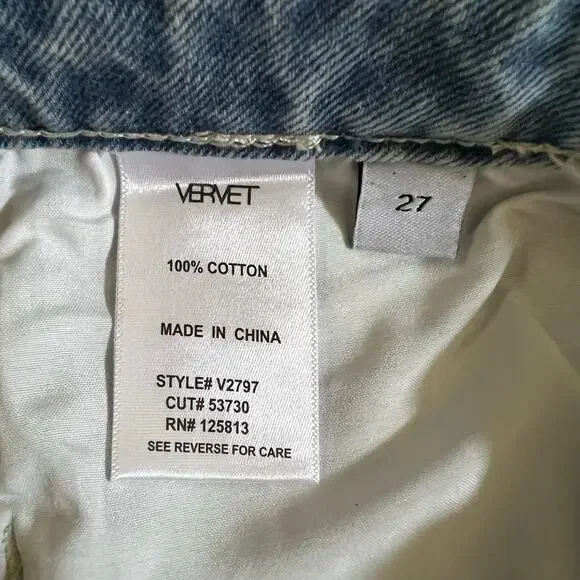 VERVET
27
100% COTTON
MADE IN CHINA
STYLE# V2797
CUT# 53730
RN# 125813
SEE REVERSE FOR CARE